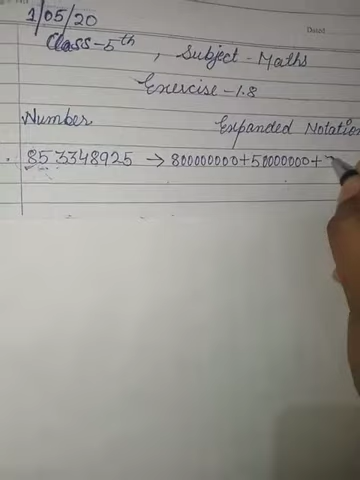 1/05/20
Class-5th, Subject-Maths
Exercise-1.8
Number Expanded Notation
853348925 → 800000000+50000000+